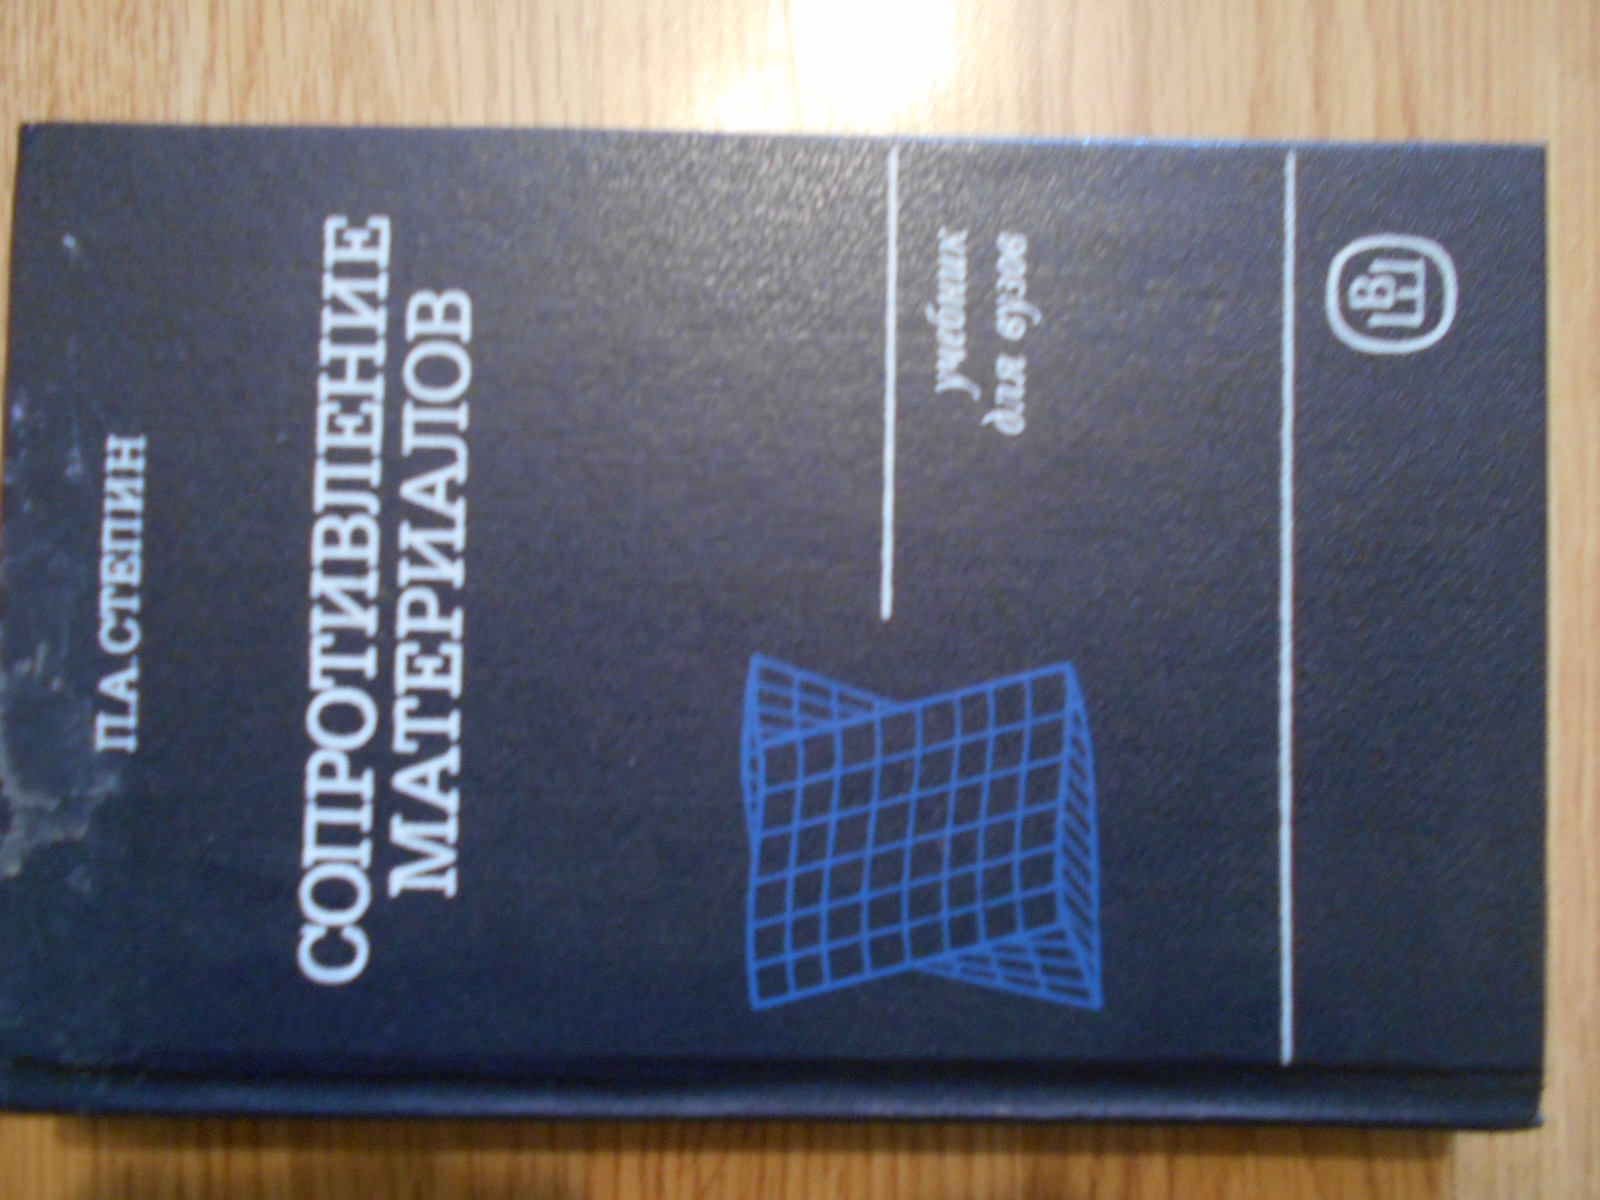 П.А.СТЕПИН
СОПРОТИВЛЕНИЕ
МАТЕРИАЛОВ
учебник
для вузов
ВШ